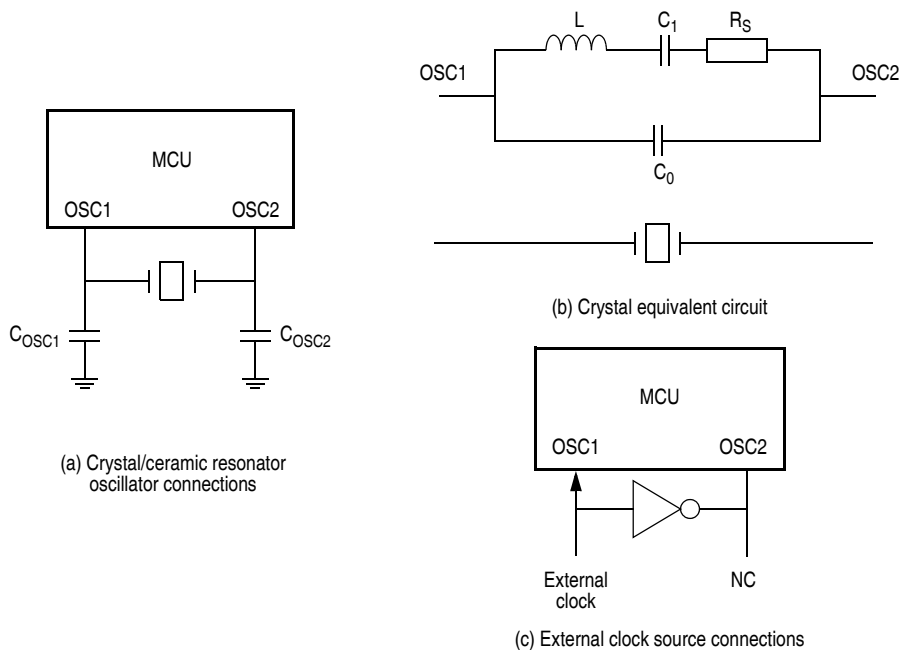 MCU
OSC1 OSC2
COSC1 COSC2
(a) Crystal/ceramic resonator
oscillator connections
L C1 RS
OSC1 OSC2
C0
(b) Crystal equivalent circuit
MCU
OSC1 OSC2
External
clock
NC
(c) External clock source connections